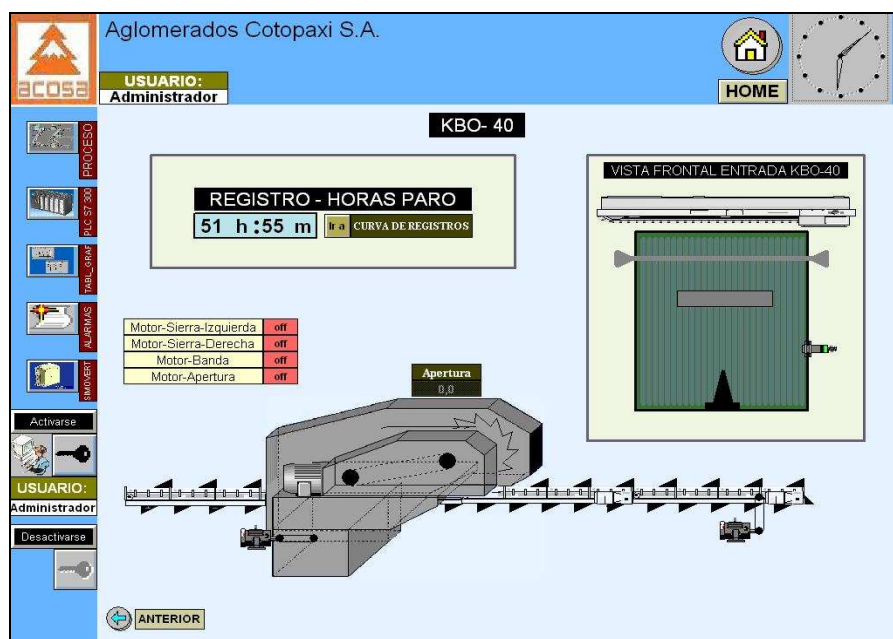 Aglomerados Cotopaxi S.A.
acosa
USUARIO:
Administrador
HOME
PROCESO
PLC S7 300
TABL_GRAF
ALARMAS
SIMOVERT
Activarse
USUARIO:
Administrador
Desactivarse
KBO- 40
REGISTRO - HORAS PARO
51 h :55 m
Ir a CURVA DE REGISTROS
VISTA FRONTAL ENTRADA KBO-40
Motor-Sierra-Izquierda off
Motor-Sierra-Derecha off
Motor-Banda off
Motor-Apertura off
Apertura
0,0
ANTERIOR